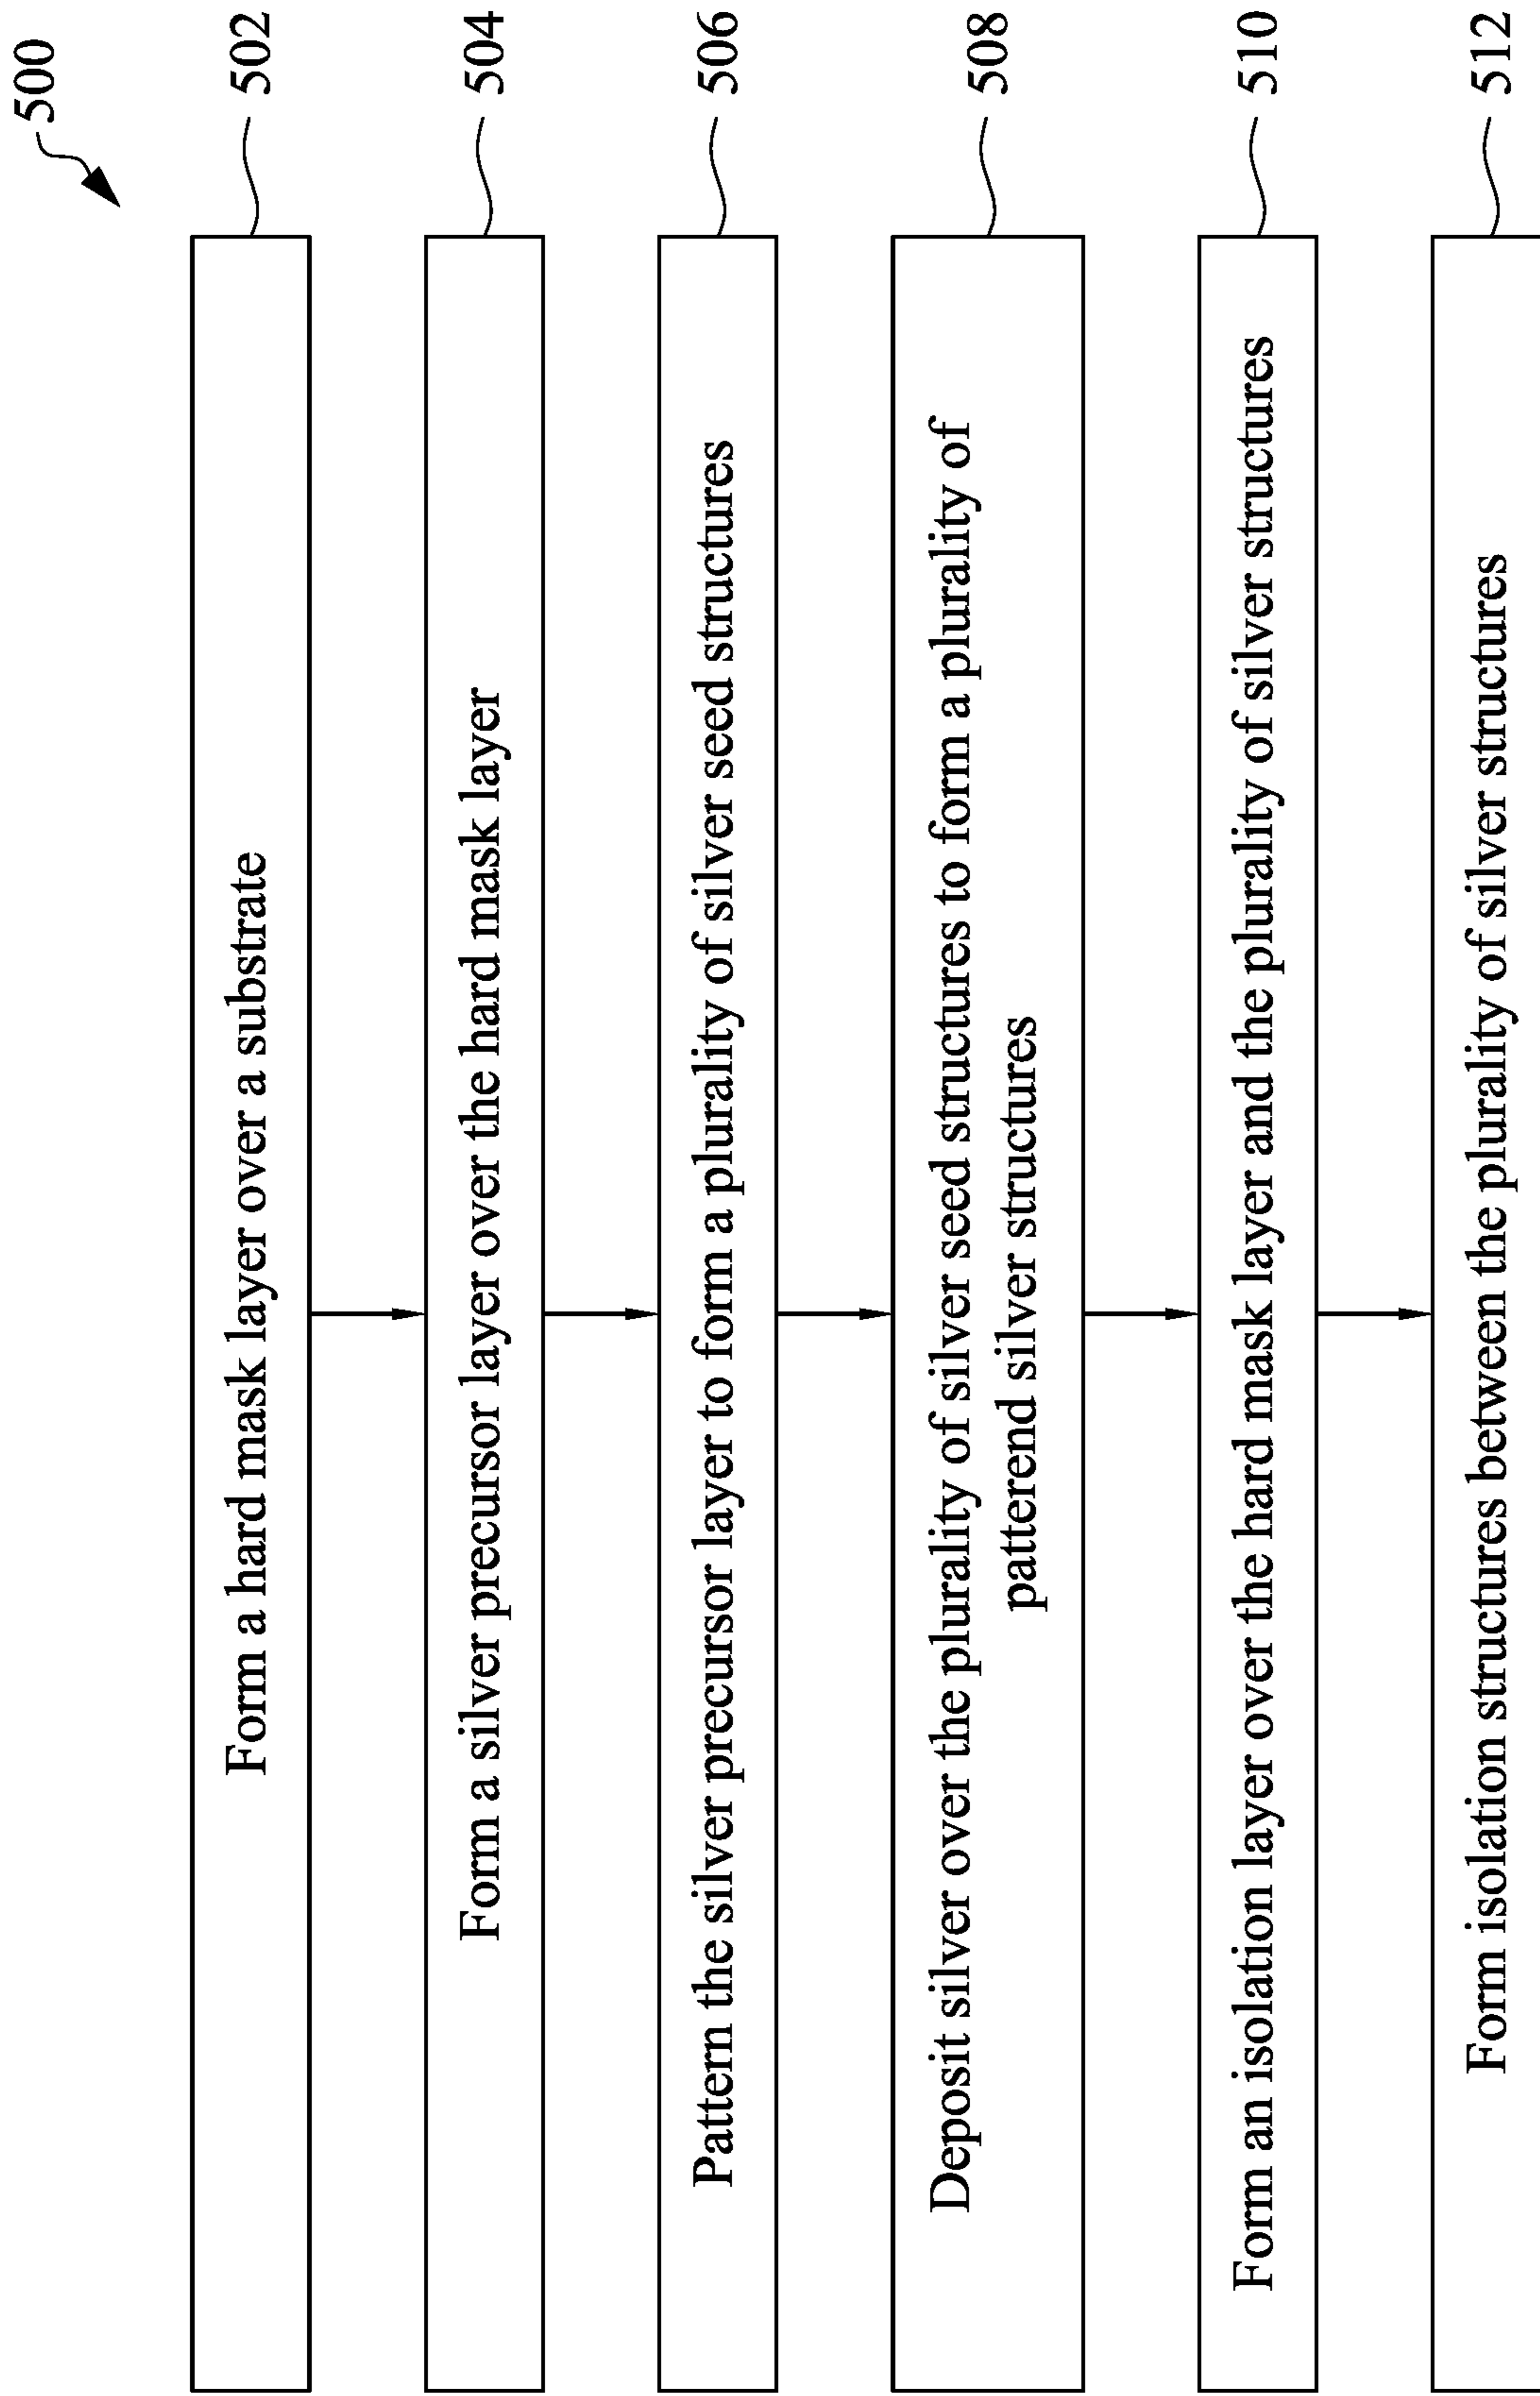 500
Form a hard mask layer over a substrate
502
Form a silver precursor layer over the hard mask layer
504
Pattern the silver precursor layer to form a plurality of silver seed structures
506
Deposit silver over the plurality of silver seed structures to form a plurality of
patterend silver structures
508
Form an isolation layer over the hard mask layer and the plurality of silver structures
510
Form isolation structures between the plurality of silver structures
512